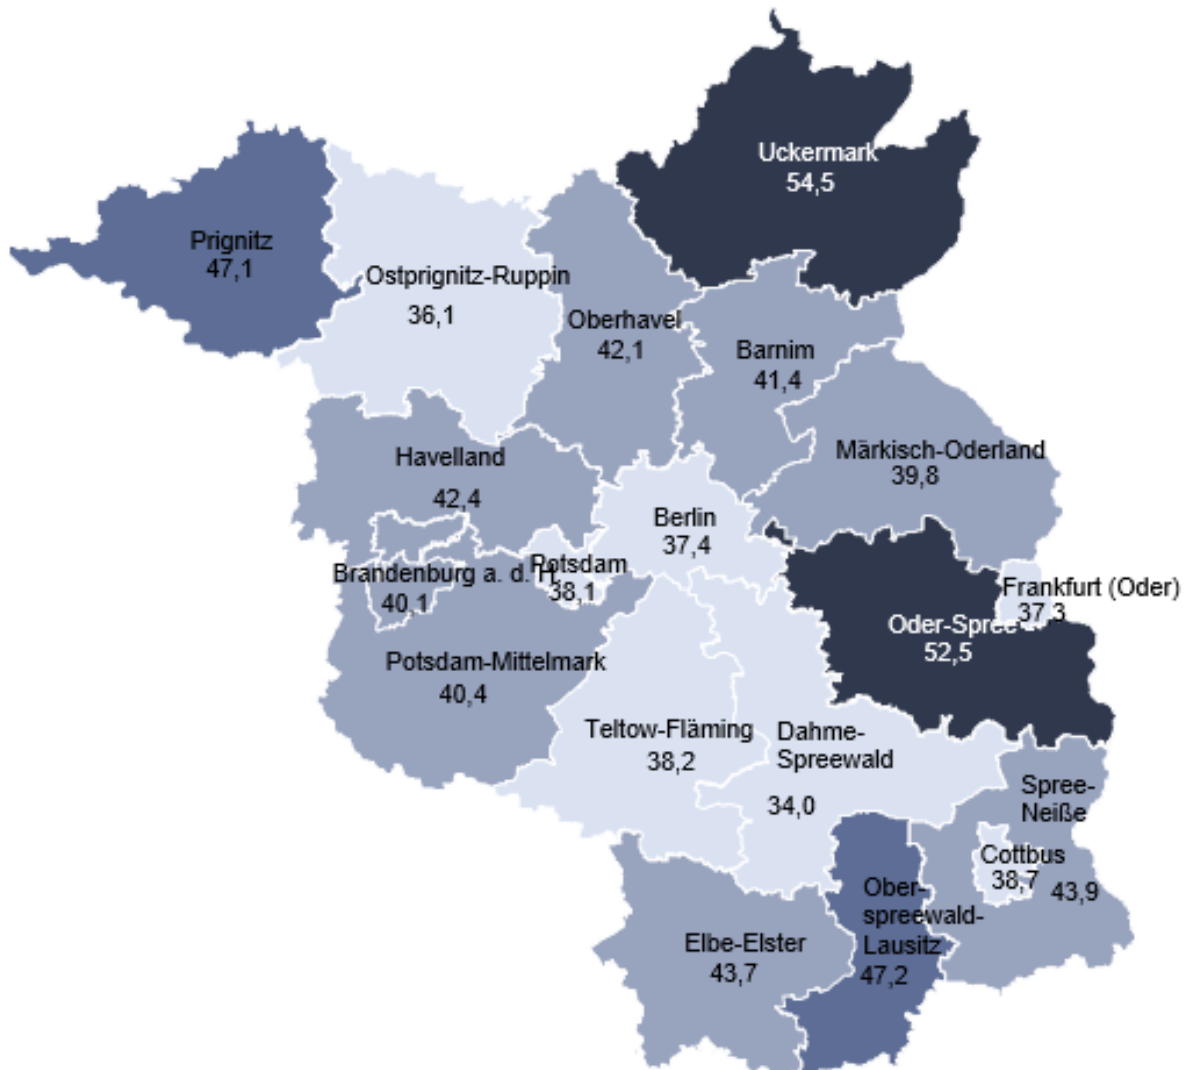 Uckermark
54,5
Prignitz
47,1
Ostprignitz-Ruppin
36,1
Oberhavel
42,1
Barnim
41,4
Havelland
42,4
Märkisch-Oderland
39,8
Berlin
37,4
Potsdam
38,1
Brandenburg a. d. H.
40,1
Frankfurt (Oder)
37,3
Oder-Spree
52,5
Potsdam-Mittelmark
40,4
Teltow-Fläming
38,2
Dahme-
Spreewald
34,0
Spree-
Neiße
43,9
Cottbus
38,7
Ober-
spreewald-
Lausitz
47,2
Elbe-Elster
43,7